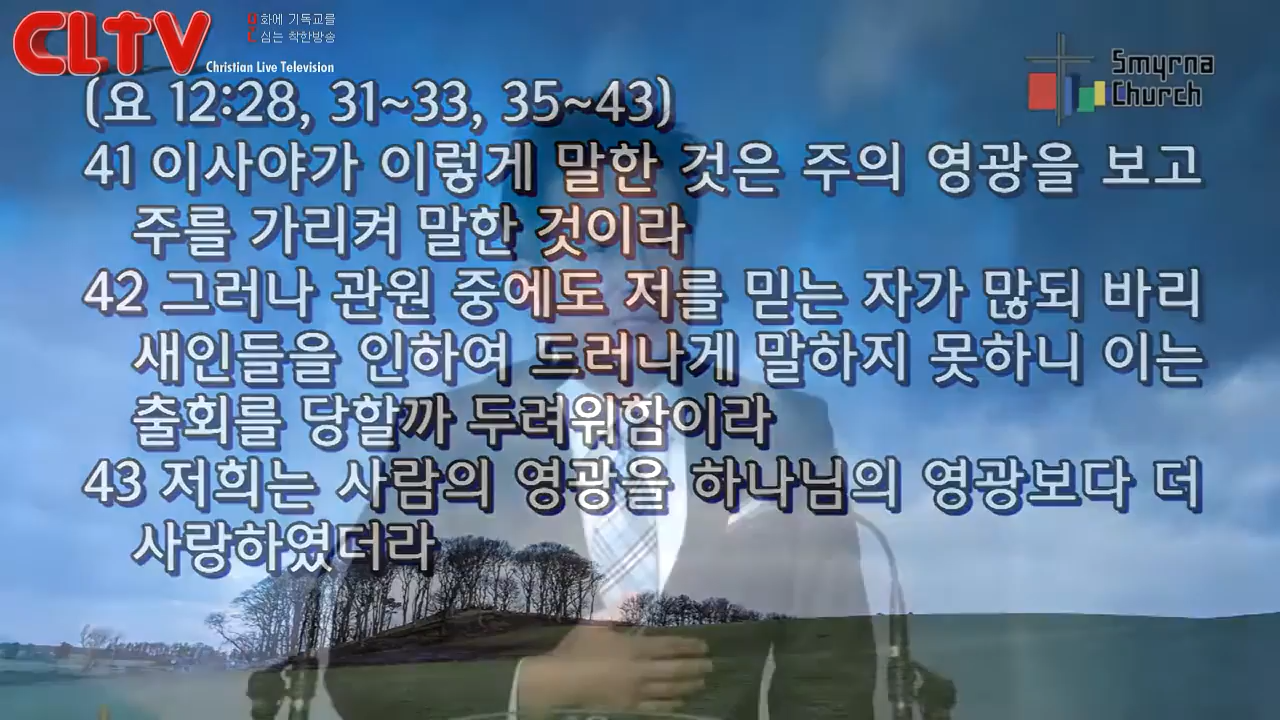 CLTV
문화에 기독교를
심는 착한방송
Christian Live Television
Smyrna
Church
(요 12:28, 31~33, 35~43)
41 이사야가 이렇게 말한 것은 주의 영광을 보고
주를 가리켜 말한 것이라
42 그러나 관원 중에도 저를 믿는 자가 많되 바리
새인들을 인하여 드러나게 말하지 못하니 이는
출회를 당할까 두려워함이라
43 저희는 사람의 영광을 하나님의 영광보다 더
사랑하였더라